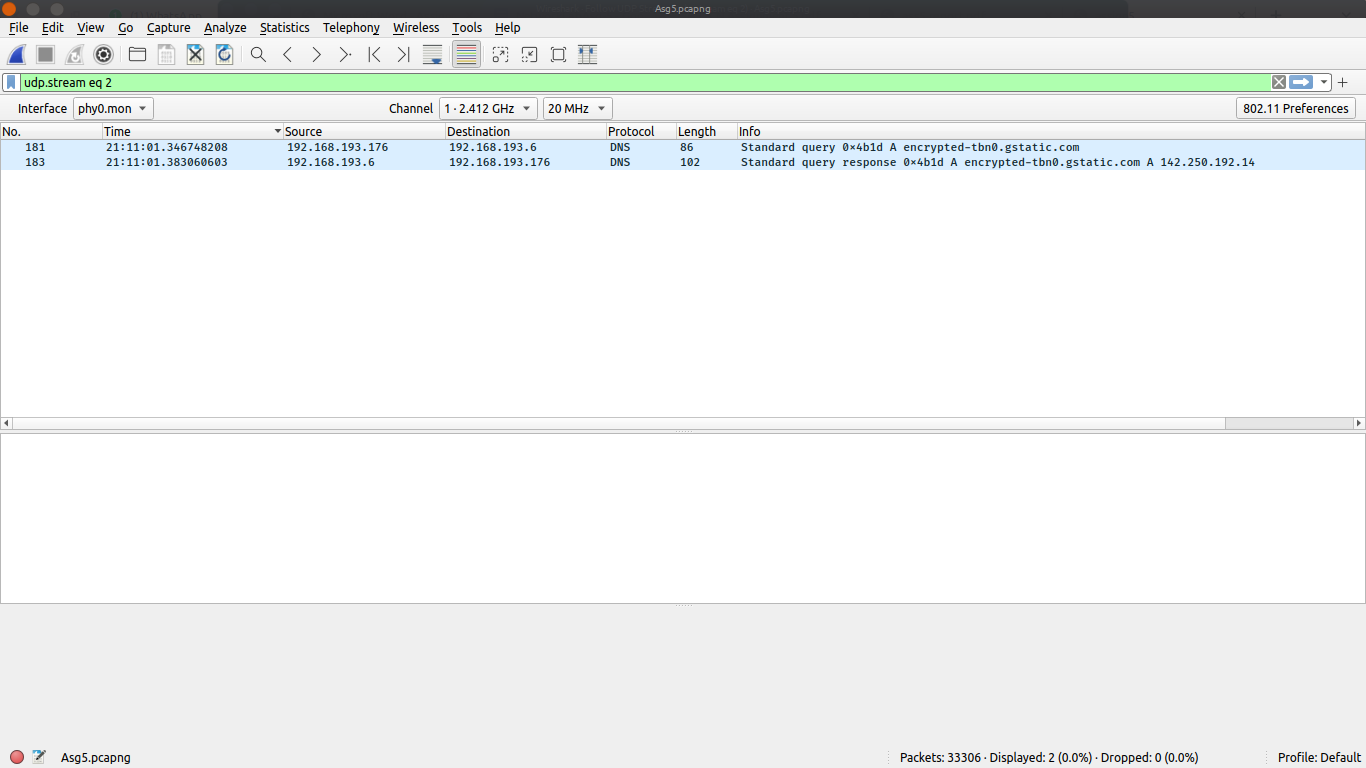 Asg5.pcapng
File Edit View Go Capture Analyze Statistics Telephony Wireless Tools Help
udp.stream eq 2
Interface phy0.mon Channel 1 · 2.412 GHz 20 MHz 802.11 Preferences
No. Time Source Destination Protocol Length Info
181 21:11:01.346748208 192.168.193.176 192.168.193.6 DNS 86 Standard query 0×4b1d A encrypted-tbn0.gstatic.com
183 21:11:01.383060603 192.168.193.6 192.168.193.176 DNS 102 Standard query response 0×4b1d A encrypted-tbn0.gstatic.com A 142.250.192.14
Asg5.pcapng Packets: 33306 · Displayed: 2 (0.0%) · Dropped: 0 (0.0%) Profile: Default